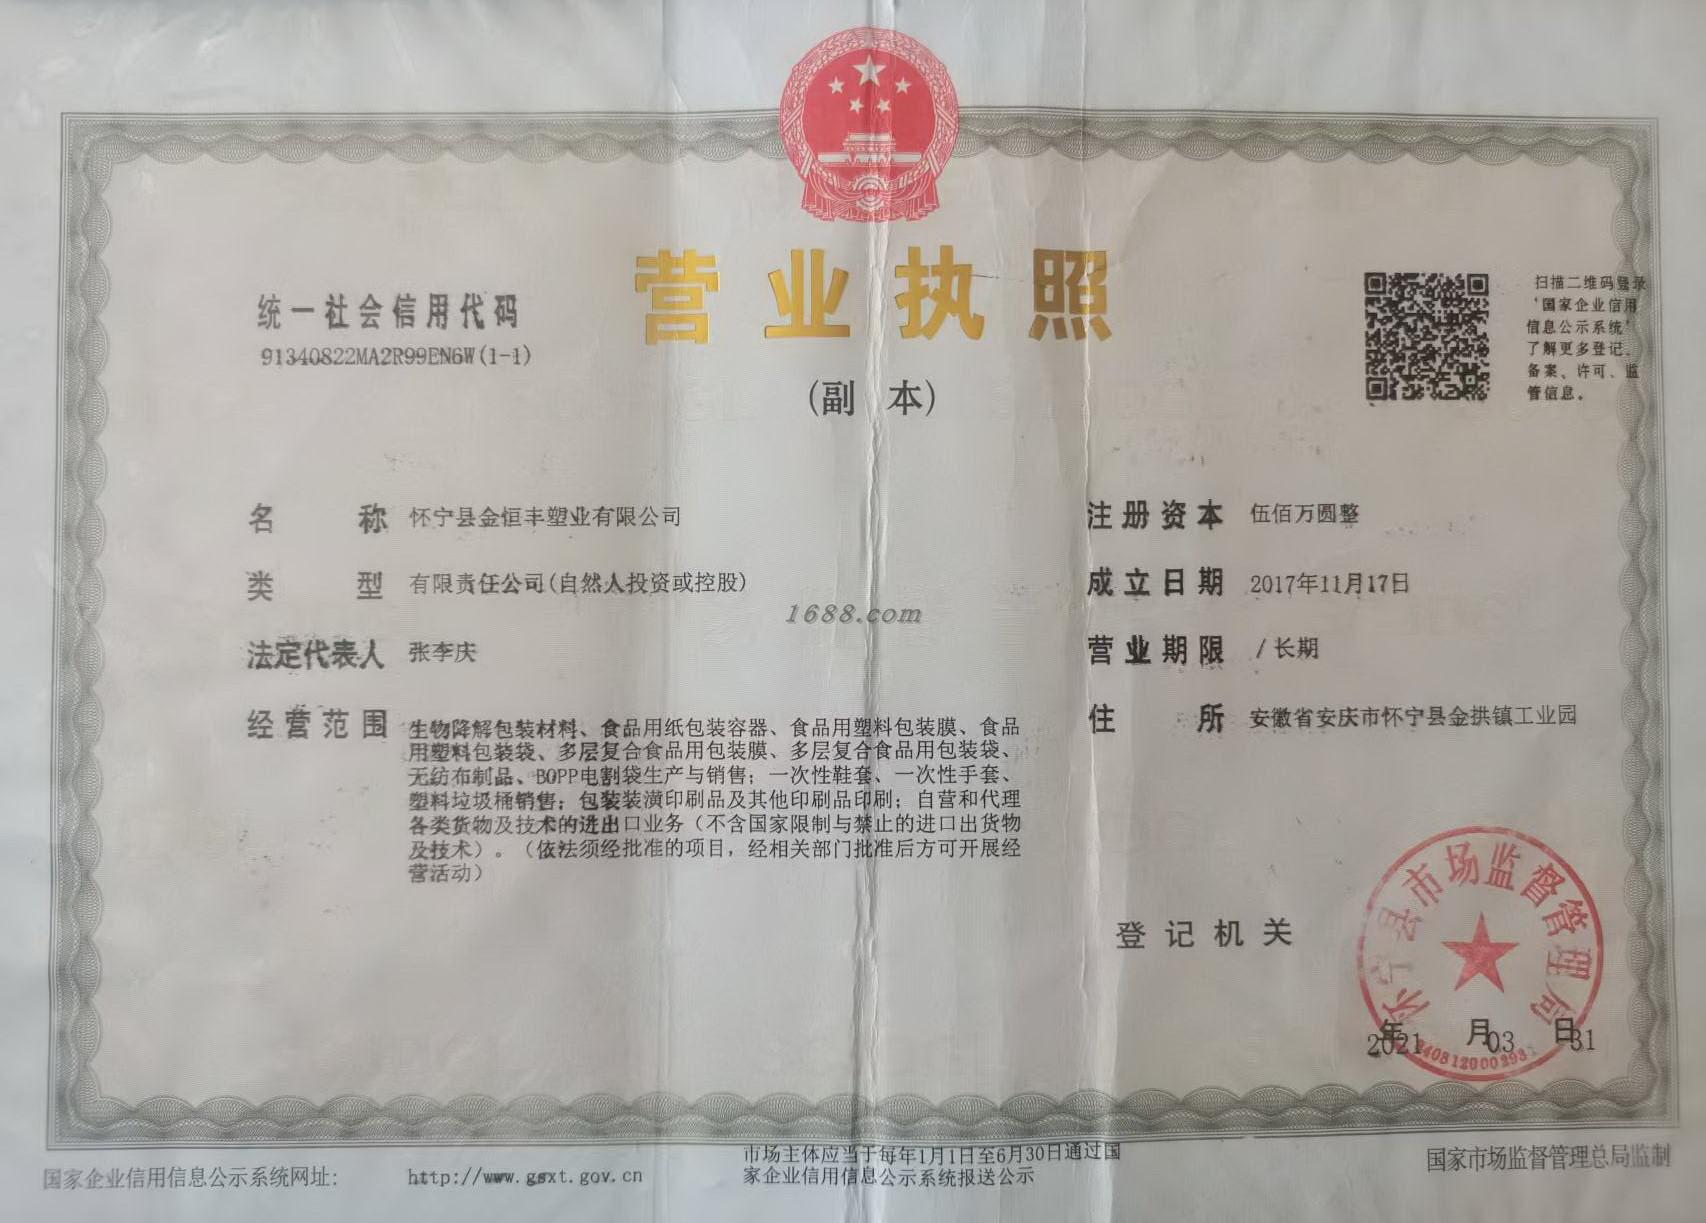 营业执照
(副 本)
统一社会信用代码
91340822MA2R99EN6W(1-1)
扫描二维码登录
‘国家企业信用
信息公示系统’
了解更多登记、
备案、许可、监
管信息。
名称 怀宁县金恒丰塑业有限公司
类型 有限责任公司(自然人投资或控股)
法定代表人 张李庆
经营范围 生物降解包装材料、食品用纸包装容器、食品用塑料包装膜、食品
用塑料包装袋、多层复合食品用包装膜、多层复合食品用包装袋、
无纺布制品、BOPP电割袋生产与销售；一次性鞋套、一次性手套、
塑料垃圾桶销售；包装装潢印刷品及其他印刷品印刷；自营和代理
各类货物及技术的进出口业务（不含国家限制与禁止的进口出货物
及技术）。（依法须经批准的项目，经相关部门批准后方可开展经
营活动）
注册资本 伍佰万圆整
成立日期 2017年11月17日
营业期限 / 长期
住所 安徽省安庆市怀宁县金拱镇工业园
1688.com
登记机关
怀宁县市场监督管理局
2021年03月31日
国家企业信用信息公示系统网址: http://www.gsxt.gov.cn
市场主体应当于每年1月1日至6月30日通过国
家企业信用信息公示系统报送公示
国家市场监督管理总局监制